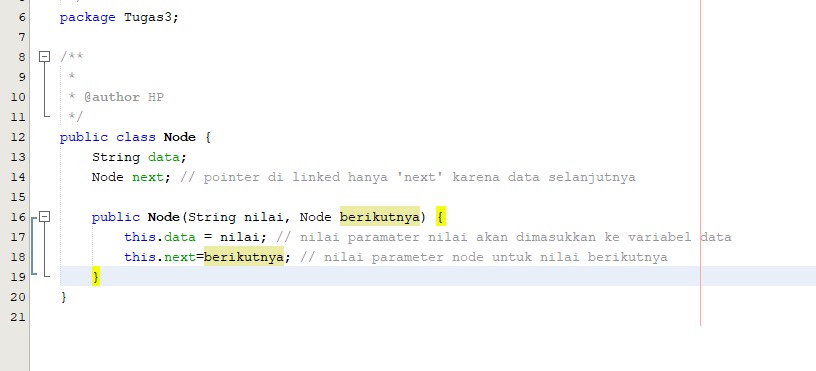 6 package Tugas3;
7
8 /**
9 *
10 * @author HP
11 */
12 public class Node {
13 String data;
14 Node next; // pointer di linked hanya 'next' karena data selanjutnya
15
16 public Node(String nilai, Node berikutnya) {
17 this.data = nilai; // nilai paramater nilai akan dimasukkan ke variabel data
18 this.next=berikutnya; // nilai parameter node untuk nilai berikutnya
19 }
20 }
21